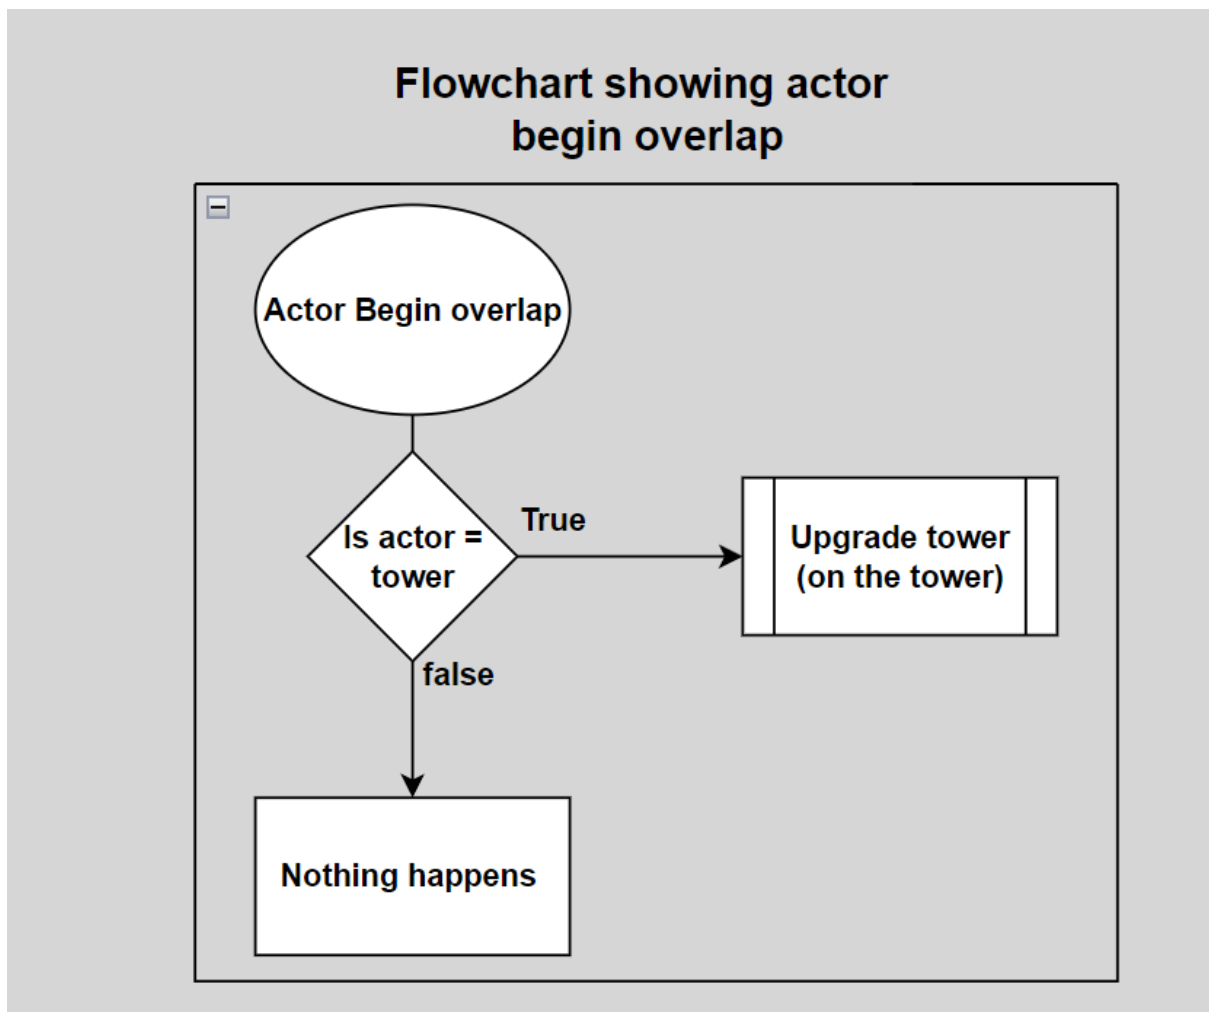 Flowchart showing actor
begin overlap
Actor Begin overlap
Is actor =
tower
True
Upgrade tower
(on the tower)
false
Nothing happens